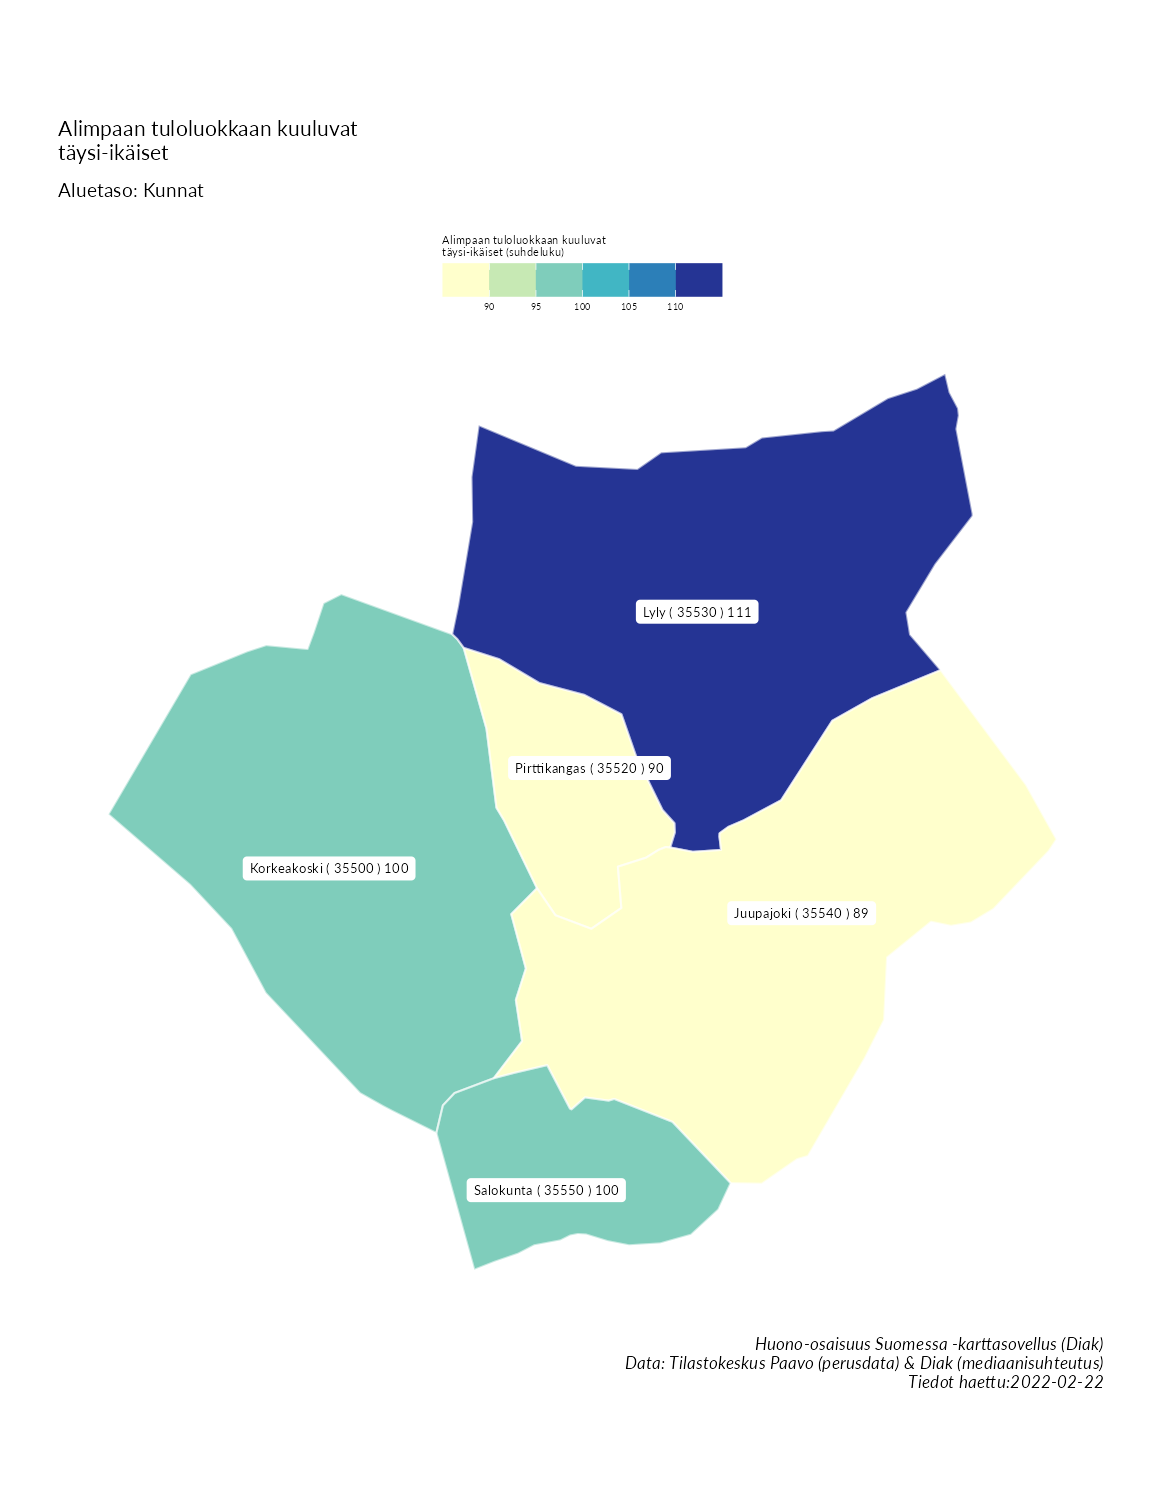 Alimpaan tuloluokkaan kuuluvat
täysi-ikäiset
Aluetaso: Kunnat
Alimpaan tuloluokkaan kuuluvat
täysi-ikäiset (suhdeluku)
90 95 100 105 110
Lyly ( 35530 ) 111
Pirttikangas ( 35520 ) 90
Korkeakoski ( 35500 ) 100
Juupajoki ( 35540 ) 89
Salokunta ( 35550 ) 100
Huono-osaisuus Suomessa -karttasovellus (Diak)
Data: Tilastokeskus Paavo (perusdata) & Diak (mediaanisuhteutus)
Tiedot haettu:2022-02-22